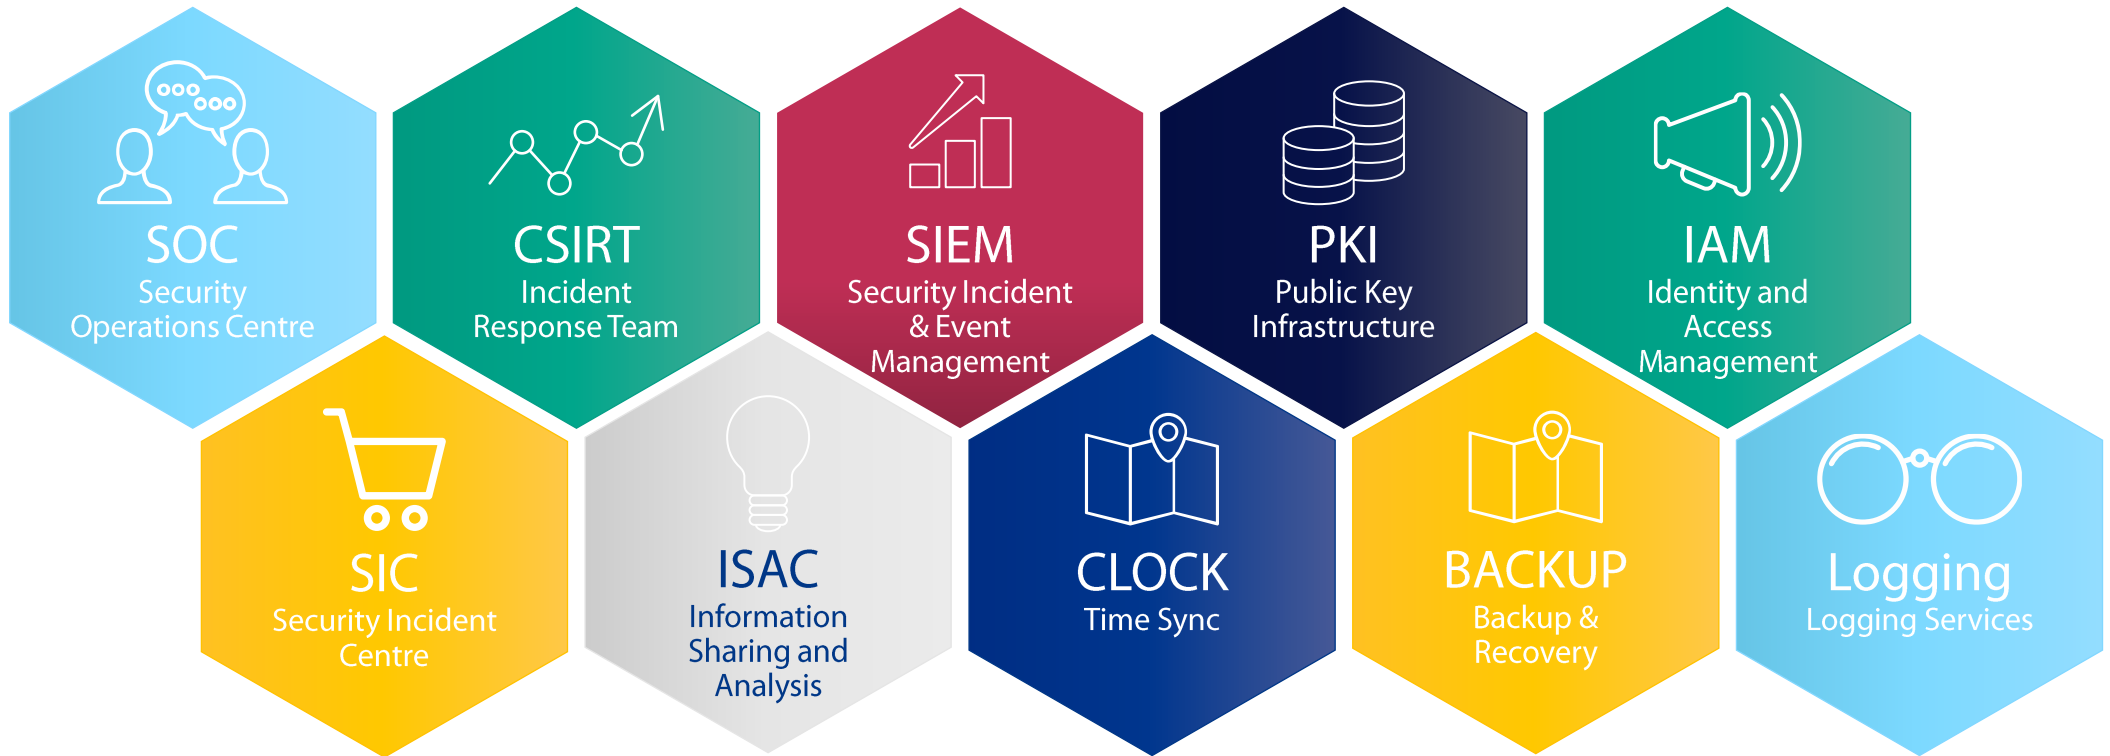 SOC
Security
Operations Centre
CSIRT
Incident
Response Team
SIEM
Security Incident
& Event
Management
PKI
Public Key
Infrastructure
IAM
Identity and
Access
Management
SIC
Security Incident
Centre
ISAC
Information
Sharing and
Analysis
CLOCK
Time Sync
BACKUP
Backup &
Recovery
Logging
Logging Services